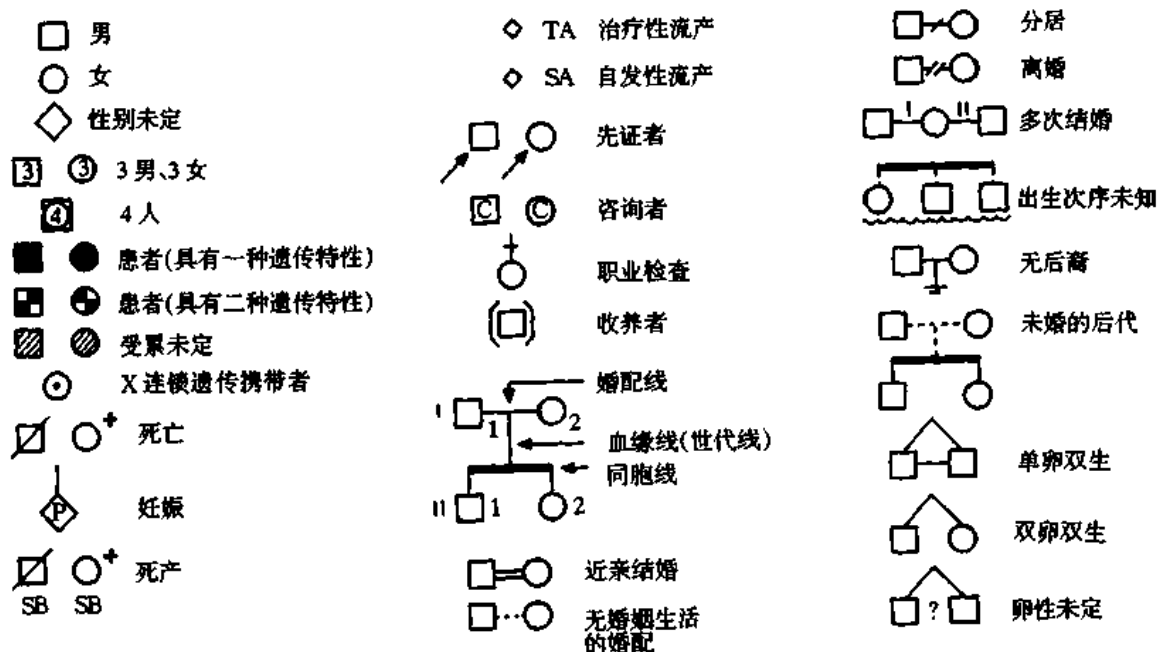 男
女
性别未定
3 3 3男、3女
4 4人
患者(具有一种遗传特性)
患者(具有二种遗传特性)
受累未定
X连锁遗传携带者
+ 死亡
P 妊娠
+ 死产
SB SB
TA 治疗性流产
SA 自发性流产
先证者
C C 咨询者
职业检查
收养者
婚配线
I 1 2
血缘线(世代线)
同胞线
II 1 2
近亲结婚
无婚姻生活
的婚配
分居
离婚
I II 多次结婚
出生次序未知
无后裔
未婚的后代
单卵双生
双卵双生
? 卵性未定